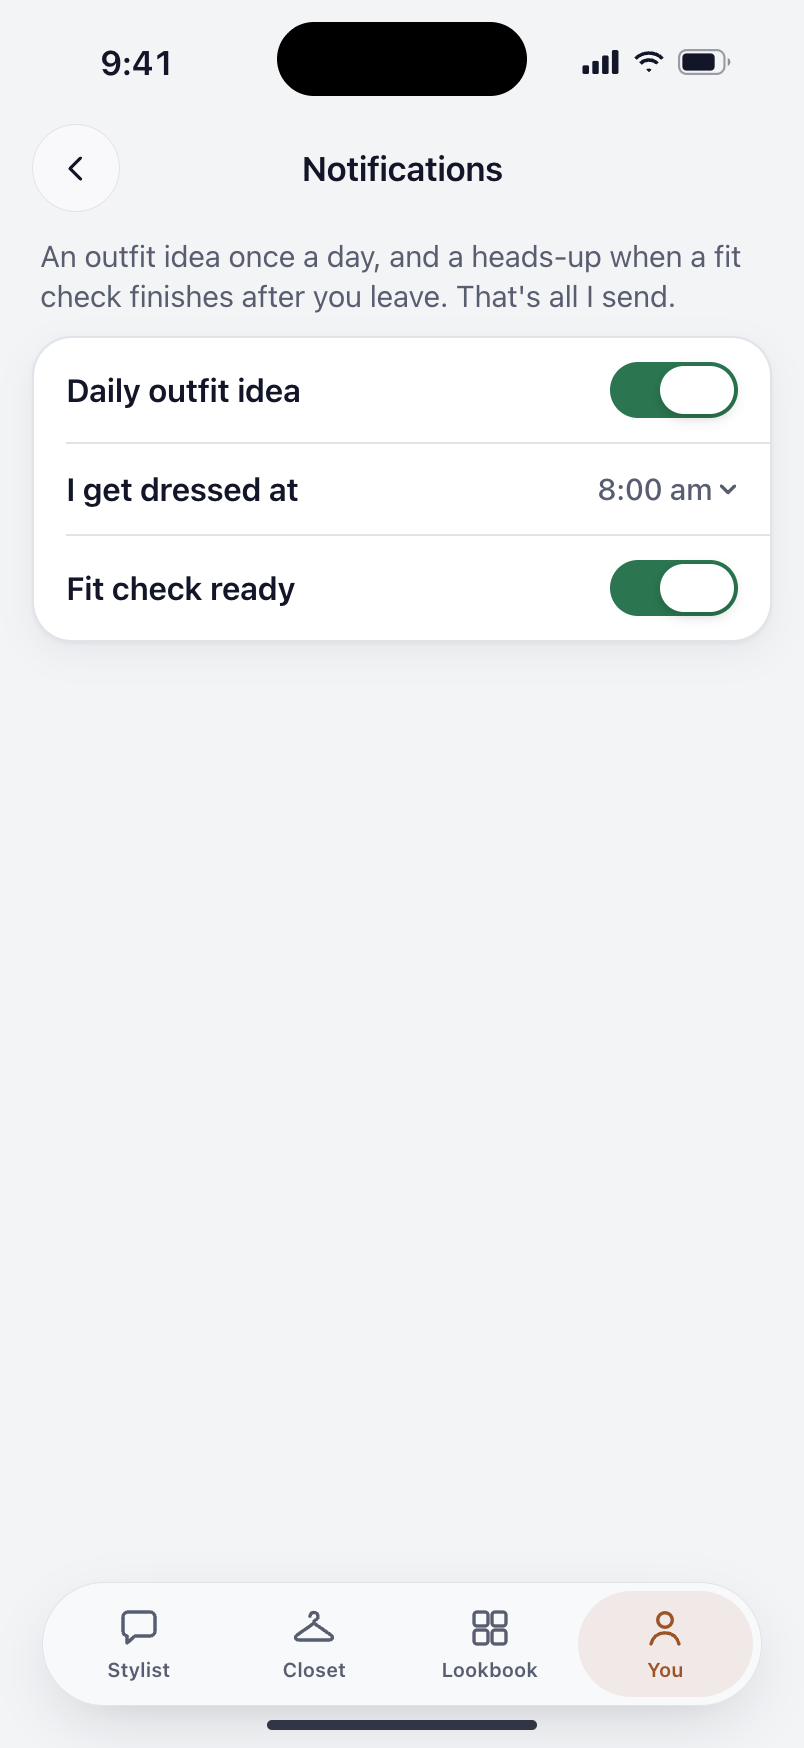 9:41
Notifications
An outfit idea once a day, and a heads-up when a fit
check finishes after you leave. That's all I send.
Daily outfit idea
I get dressed at 8:00 am
Fit check ready
Stylist Closet Lookbook You